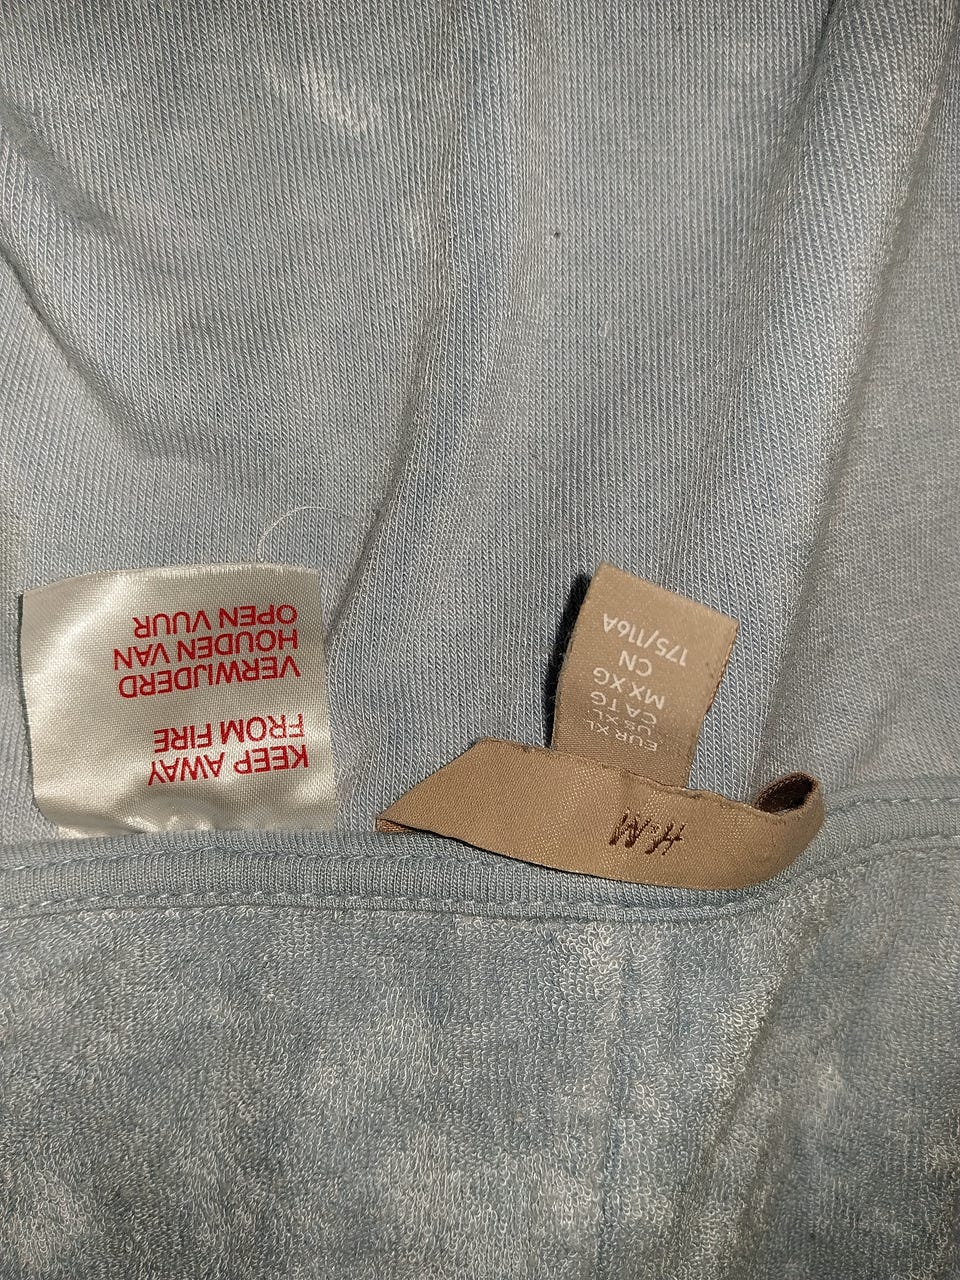 KEEP AWAY
FROM FIRE
VERWIJDERD
HOUDEN VAN
OPEN VUUR
H&M
EUR XL
US XL
CA TG
MX XG
CN
175/116A